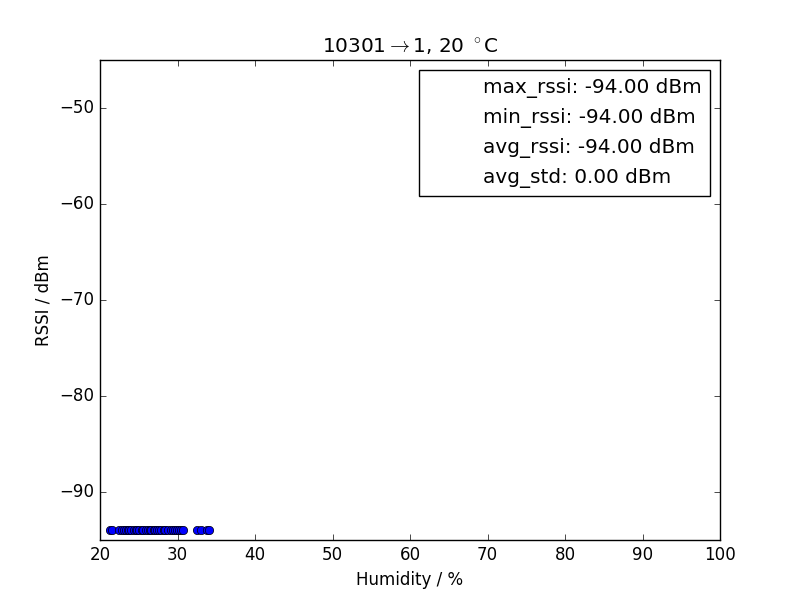 10301→1, 20 °C
max_rssi: -94.00 dBm
min_rssi: -94.00 dBm
avg_rssi: -94.00 dBm
avg_std: 0.00 dBm
−50
−60
−70
−80
−90
RSSI / dBm
20 30 40 50 60 70 80 90 100
Humidity / %